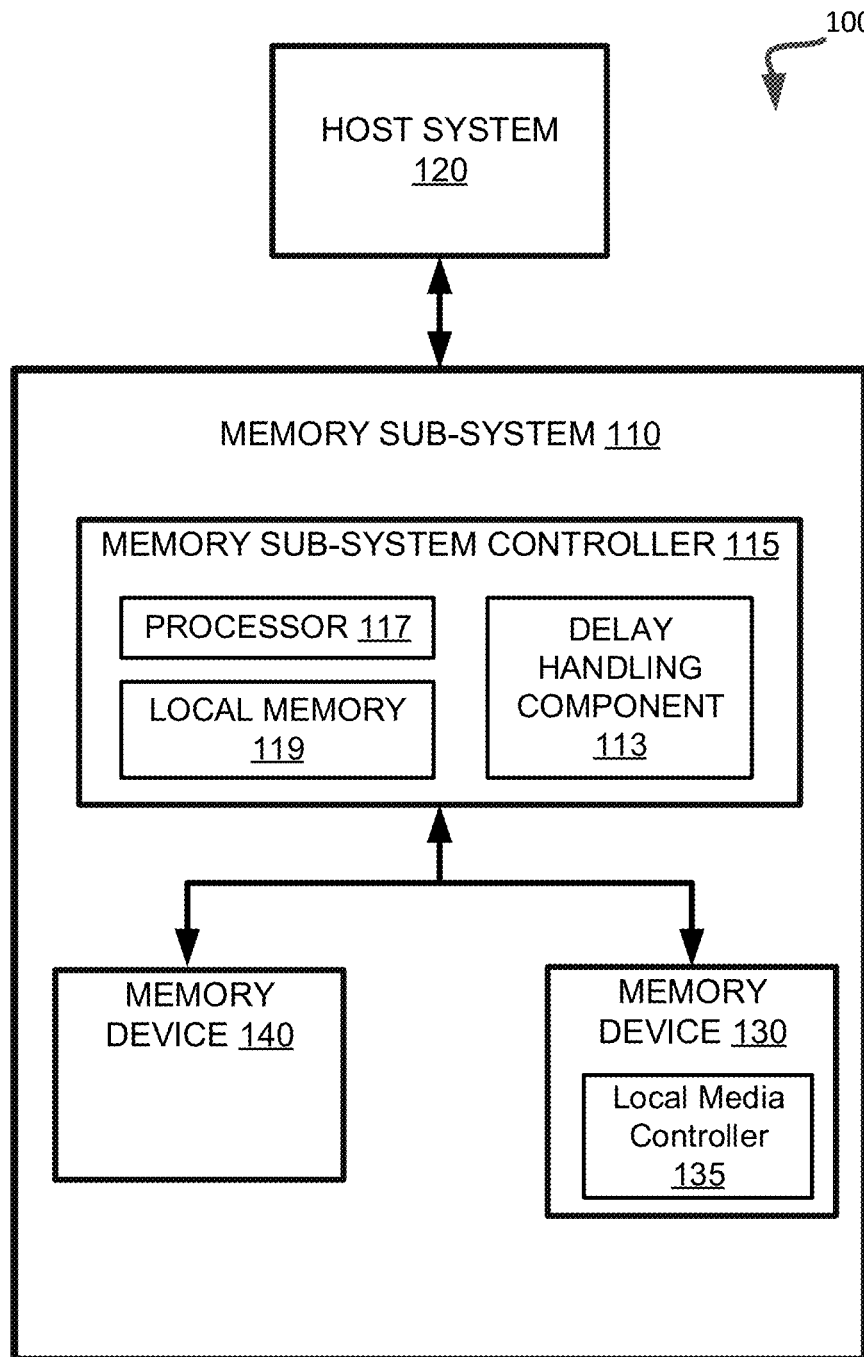 100
HOST SYSTEM
120
MEMORY SUB-SYSTEM 110
MEMORY SUB-SYSTEM CONTROLLER 115
PROCESSOR 117
LOCAL MEMORY
119
DELAY
HANDLING
COMPONENT
113
MEMORY
DEVICE 140
MEMORY
DEVICE 130
Local Media
Controller
135